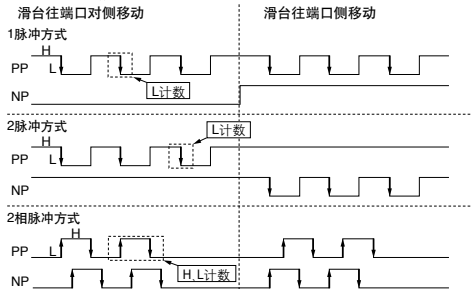 滑台往端口对侧移动 滑台往端口侧移动
1脉冲方式
H
PP L
L计数
NP
2脉冲方式
L计数
H
PP L
NP
2相脉冲方式
H
PP L
H、L计数
NP